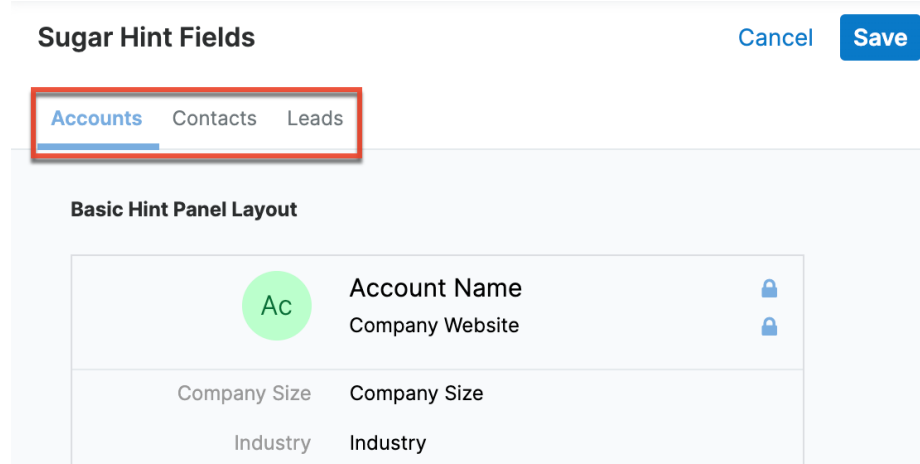 Sugar Hint Fields
Cancel
Save
Accounts Contacts Leads
Basic Hint Panel Layout
Ac
Account Name
Company Website
Company Size Company Size
Industry Industry